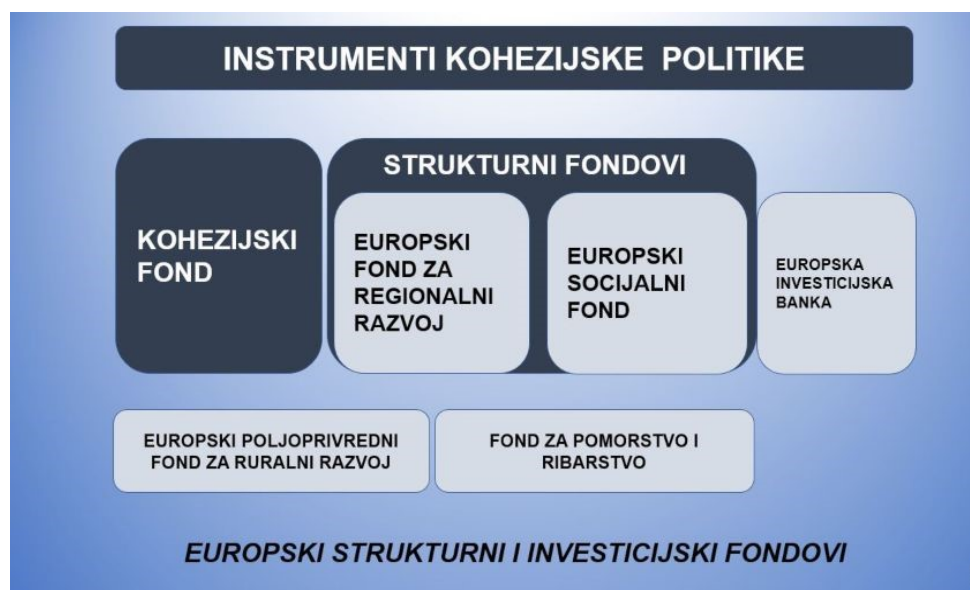 INSTRUMENTI KOHEZIJSKE POLITIKE
KOHEZIJSKI
FOND
STRUKTURNI FONDOVI
EUROPSKI
FOND ZA
REGIONALNI
RAZVOJ
EUROPSKI
SOCIJALNI
FOND
EUROPSKA
INVESTICIJSKA
BANKA
EUROPSKI POLJOPRIVREDNI
FOND ZA RURALNI RAZVOJ
FOND ZA POMORSTVO I
RIBARSTVO
EUROPSKI STRUKTURNI I INVESTICIJSKI FONDOVI